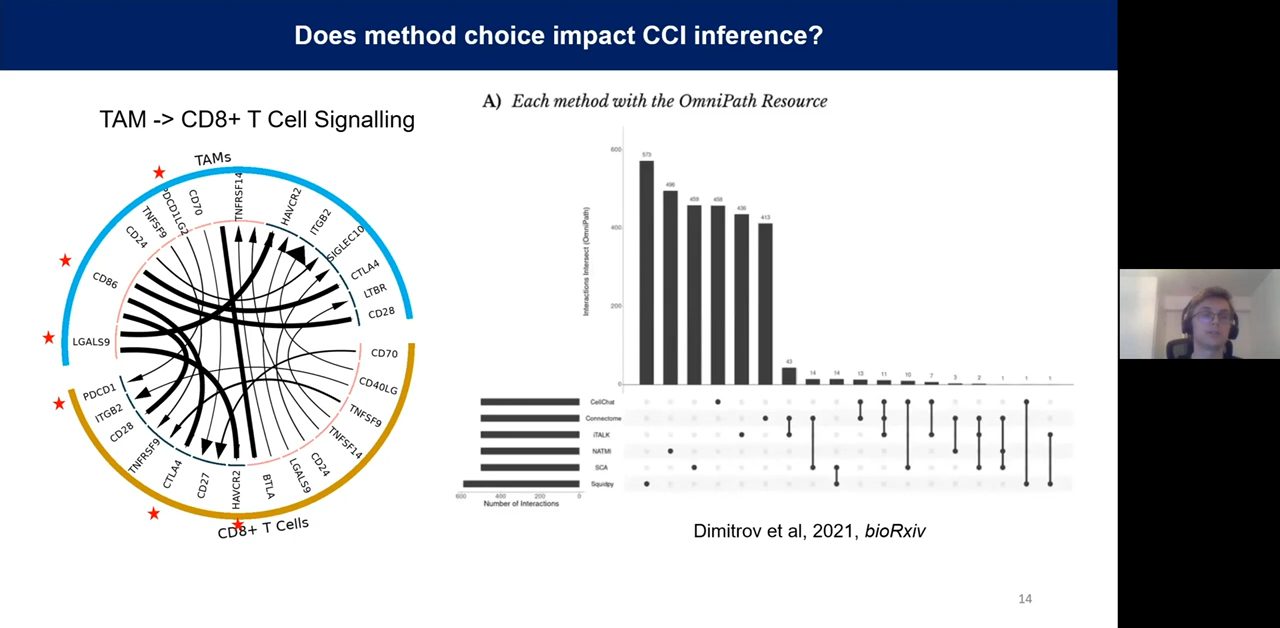 Does method choice impact CCI inference?
TAM -> CD8+ T Cell Signalling
TAMs
CD24
TNFSF9
PDCD1LG2
CD70
TNFRSF14
HAVCR2
ITGB2
SIGLEC10
CTLA4
LTBR
CD28
CD86
LGALS9
PDCD1
ITGB2
CD28
TNFRSF9
CTLA4
CD27
HAVCR2
BTLA
LGALS9
CD24
TNFSF14
TNFSF9
CD40LG
CD70
CD8+ T Cells
A) Each method with the OmniPath Resource
Interactions Intersect (OmniPath)
600
400
200
0
573
498
459
458
436
413
43
14
14
13
11
10
7
3
2
1
1
1
CellChat
Connectome
iTALK
NATMI
SCA
Squidpy
600 400 200 0
Number of Interactions
Dimitrov et al, 2021, bioRxiv
14